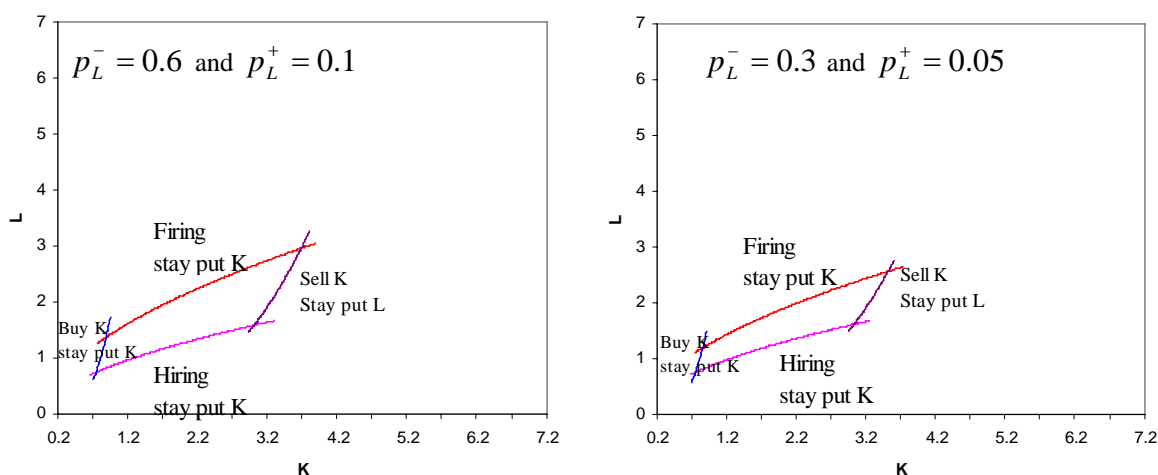 p_L^- = 0.6 and p_L^+ = 0.1
7
6
5
4
3
2
1
0
L
Firing
stay put K
Sell K
Stay put L
Buy K
stay put K
Hiring
stay put K
0.2 1.2 2.2 3.2 4.2 5.2 6.2 7.2
K
p_L^- = 0.3 and p_L^+ = 0.05
7
6
5
4
3
2
1
0
L
Firing
stay put K
Sell K
Stay put L
Buy K
stay put K
Hiring
stay put K
0.2 1.2 2.2 3.2 4.2 5.2 6.2 7.2
K